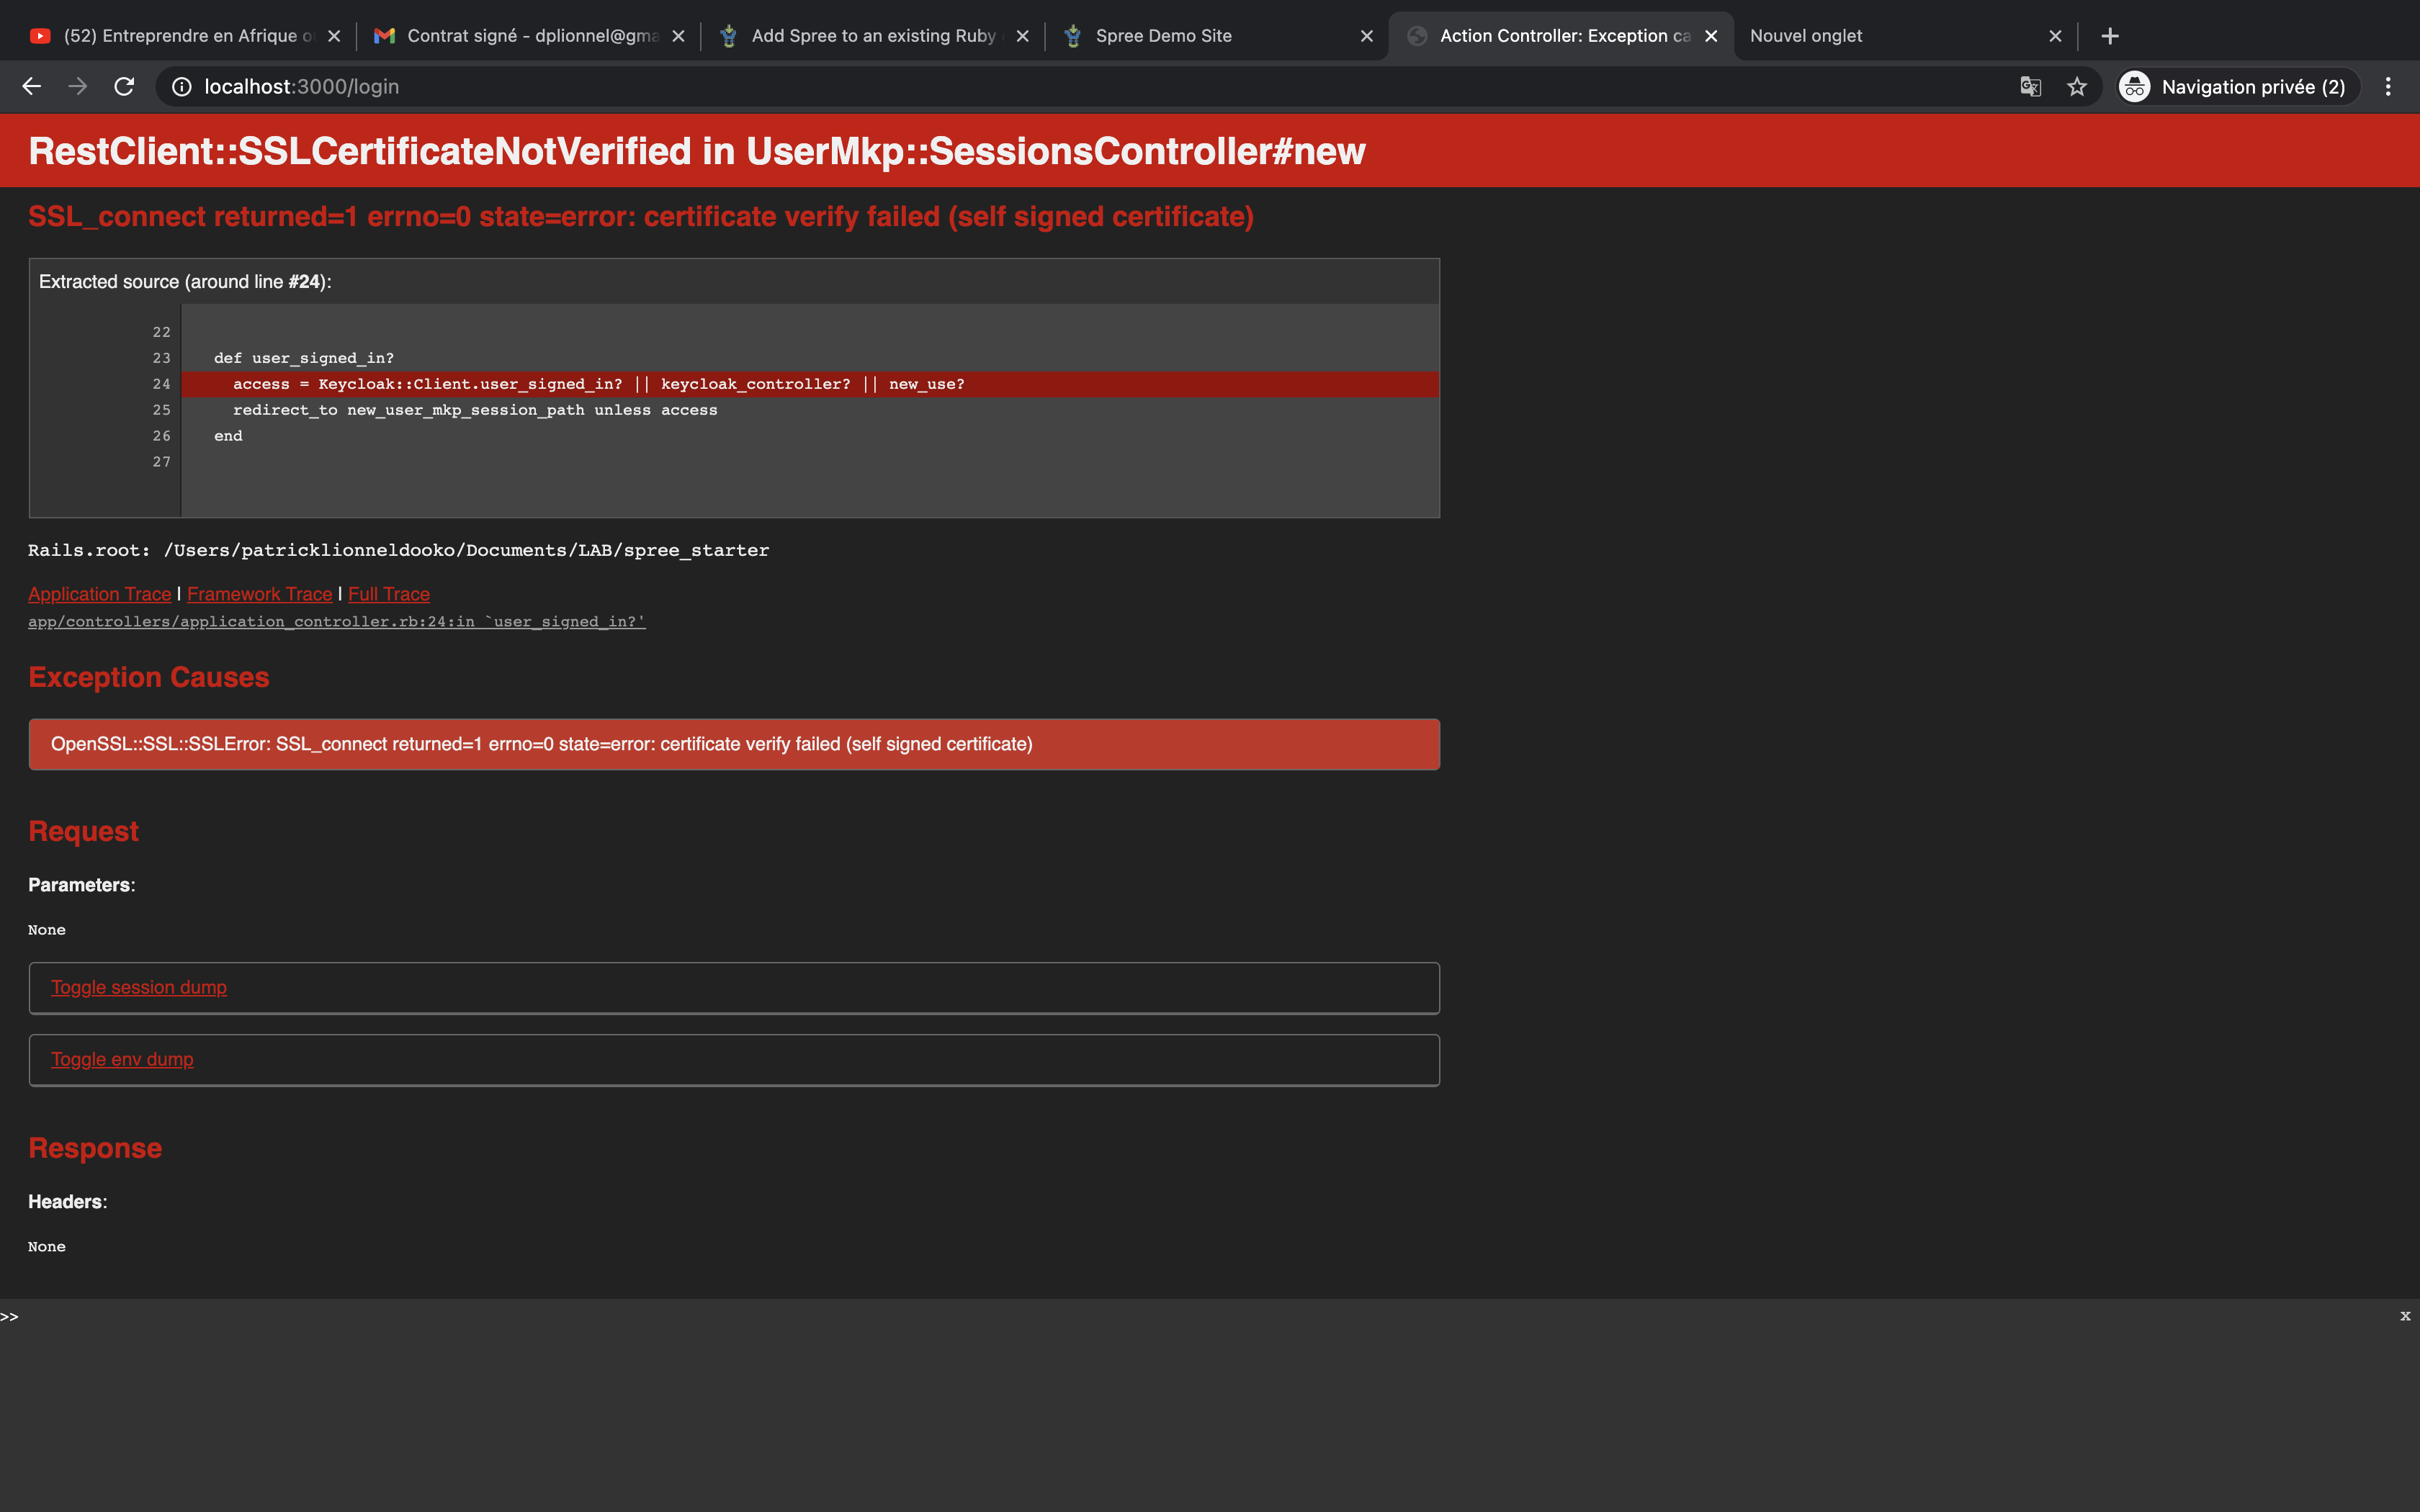 (52) Entreprendre en Afrique o
Contrat signé - dplionnel@gma
Add Spree to an existing Ruby
Spree Demo Site
Action Controller: Exception ca
Nouvel onglet
localhost:3000/login
Navigation privée (2)
RestClient::SSLCertificateNotVerified in UserMkp::SessionsController#new
SSL_connect returned=1 errno=0 state=error: certificate verify failed (self signed certificate)
Extracted source (around line #24):
22
23 def user_signed_in?
24 access = Keycloak::Client.user_signed_in? || keycloak_controller? || new_use?
25 redirect_to new_user_mkp_session_path unless access
26 end
27
Rails.root: /Users/patricklionneldooko/Documents/LAB/spree_starter
Application Trace | Framework Trace | Full Trace
app/controllers/application_controller.rb:24:in `user_signed_in?'
Exception Causes
OpenSSL::SSL::SSLError: SSL_connect returned=1 errno=0 state=error: certificate verify failed (self signed certificate)
Request
Parameters:
None
Toggle session dump
Toggle env dump
Response
Headers:
None
>>
x